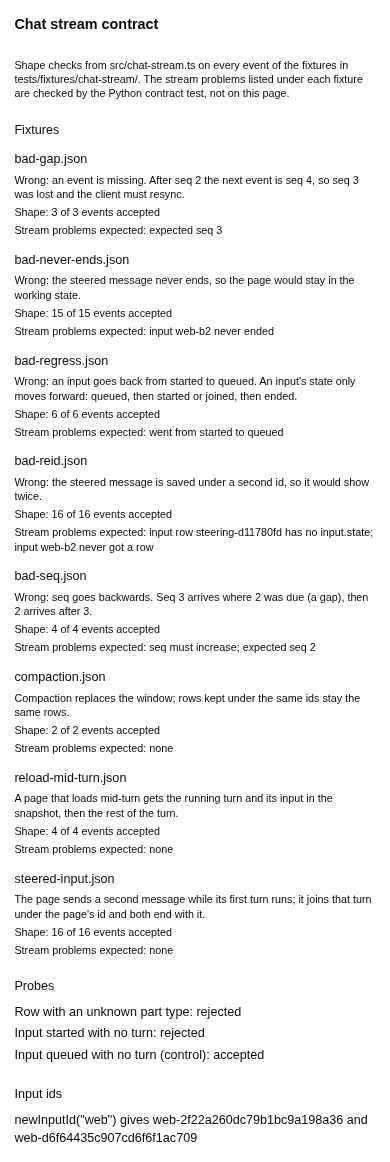 Chat stream contract
Shape checks from src/chat-stream.ts on every event of the fixtures in
tests/fixtures/chat-stream/. The stream problems listed under each fixture
are checked by the Python contract test, not on this page.
Fixtures
bad-gap.json
Wrong: an event is missing. After seq 2 the next event is seq 4, so seq 3
was lost and the client must resync.
Shape: 3 of 3 events accepted
Stream problems expected: expected seq 3
bad-never-ends.json
Wrong: the steered message never ends, so the page would stay in the
working state.
Shape: 15 of 15 events accepted
Stream problems expected: input web-b2 never ended
bad-regress.json
Wrong: an input goes back from started to queued. An input's state only
moves forward: queued, then started or joined, then ended.
Shape: 6 of 6 events accepted
Stream problems expected: went from started to queued
bad-reid.json
Wrong: the steered message is saved under a second id, so it would show
twice.
Shape: 16 of 16 events accepted
Stream problems expected: input row steering-d11780fd has no input.state;
input web-b2 never got a row
bad-seq.json
Wrong: seq goes backwards. Seq 3 arrives where 2 was due (a gap), then
2 arrives after 3.
Shape: 4 of 4 events accepted
Stream problems expected: seq must increase; expected seq 2
compaction.json
Compaction replaces the window; rows kept under the same ids stay the
same rows.
Shape: 2 of 2 events accepted
Stream problems expected: none
reload-mid-turn.json
A page that loads mid-turn gets the running turn and its input in the
snapshot, then the rest of the turn.
Shape: 4 of 4 events accepted
Stream problems expected: none
steered-input.json
The page sends a second message while its first turn runs; it joins that turn
under the page's id and both end with it.
Shape: 16 of 16 events accepted
Stream problems expected: none
Probes
Row with an unknown part type: rejected
Input started with no turn: rejected
Input queued with no turn (control): accepted
Input ids
newInputId("web") gives web-2f22a260dc79b1bc9a198a36 and
web-d6f64435c907cd6f6f1ac709